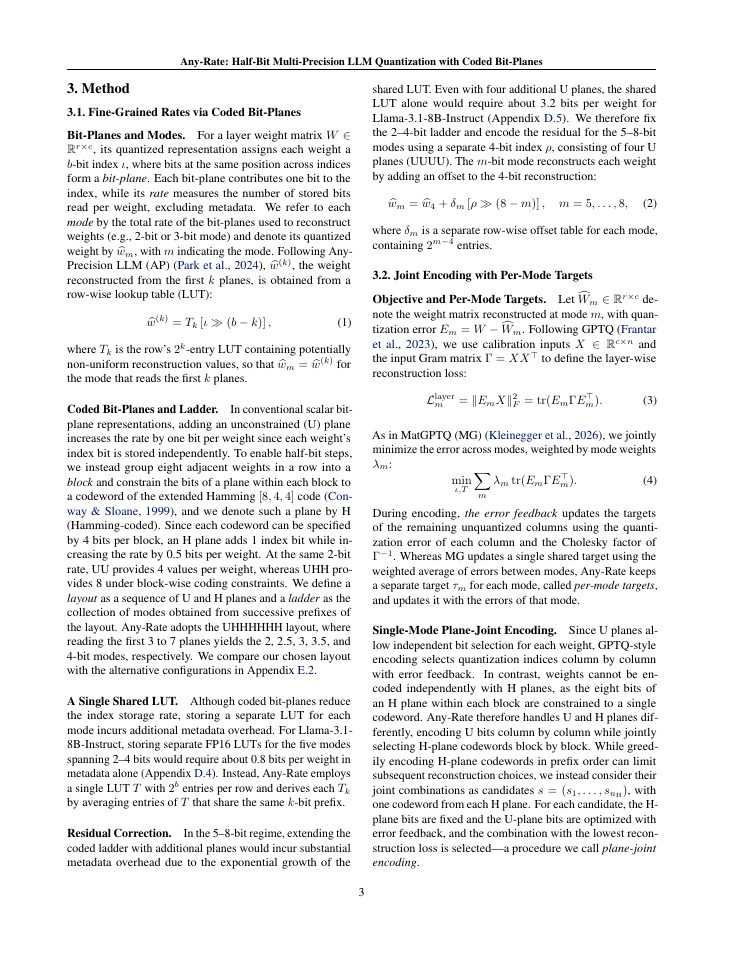 Any-Rate: Half-Bit Multi-Precision LLM Quantization with Coded Bit-Planes
3. Method
3.1. Fine-Grained Rates via Coded Bit-Planes
Bit-Planes and Modes. For a layer weight matrix W ∈
ℝ^{r×c}, its quantized representation assigns each weight a
b-bit index ι, where bits at the same position across indices
form a bit-plane. Each bit-plane contributes one bit to the
index, while its rate measures the number of stored bits
read per weight, excluding metadata. We refer to each
mode by the total rate of the bit-planes used to reconstruct
weights (e.g., 2-bit or 3-bit mode) and denote its quantized
weight by ŵ_m, with m indicating the mode. Following Any-
Precision LLM (AP) (Park et al., 2024), ŵ^{(k)}, the weight
reconstructed from the first k planes, is obtained from a
row-wise lookup table (LUT):
ŵ^{(k)} = T_k [ι ≫ (b − k)] , (1)
where T_k is the row's 2^k-entry LUT containing potentially
non-uniform reconstruction values, so that ŵ_m = ŵ^{(k)} for
the mode that reads the first k planes.
Coded Bit-Planes and Ladder. In conventional scalar bit-
plane representations, adding an unconstrained (U) plane
increases the rate by one bit per weight since each weight's
index bit is stored independently. To enable half-bit steps,
we instead group eight adjacent weights in a row into a
block and constrain the bits of a plane within each block to
a codeword of the extended Hamming [8, 4, 4] code (Con-
way & Sloane, 1999), and we denote such a plane by H
(Hamming-coded). Since each codeword can be specified
by 4 bits per block, an H plane adds 1 index bit while in-
creasing the rate by 0.5 bits per weight. At the same 2-bit
rate, UU provides 4 values per weight, whereas UHH pro-
vides 8 under block-wise coding constraints. We define a
layout as a sequence of U and H planes and a ladder as the
collection of modes obtained from successive prefixes of
the layout. Any-Rate adopts the UHHHHHH layout, where
reading the first 3 to 7 planes yields the 2, 2.5, 3, 3.5, and
4-bit modes, respectively. We compare our chosen layout
with the alternative configurations in Appendix E.2.
A Single Shared LUT. Although coded bit-planes reduce
the index storage rate, storing a separate LUT for each
mode incurs additional metadata overhead. For Llama-3.1-
8B-Instruct, storing separate FP16 LUTs for the five modes
spanning 2–4 bits would require about 0.8 bits per weight in
metadata alone (Appendix D.4). Instead, Any-Rate employs
a single LUT T with 2^b entries per row and derives each T_k
by averaging entries of T that share the same k-bit prefix.
Residual Correction. In the 5–8-bit regime, extending the
coded ladder with additional planes would incur substantial
metadata overhead due to the exponential growth of the
shared LUT. Even with four additional U planes, the shared
LUT alone would require about 3.2 bits per weight for
Llama-3.1-8B-Instruct (Appendix D.5). We therefore fix
the 2–4-bit ladder and encode the residual for the 5–8-bit
modes using a separate 4-bit index ρ, consisting of four U
planes (UUUU). The m-bit mode reconstructs each weight
by adding an offset to the 4-bit reconstruction:
ŵ_m = ŵ_4 + δ_m [ρ ≫ (8 − m)] , m = 5, . . . , 8, (2)
where δ_m is a separate row-wise offset table for each mode,
containing 2^{m−4} entries.
3.2. Joint Encoding with Per-Mode Targets
Objective and Per-Mode Targets. Let Ŵ_m ∈ ℝ^{r×c} de-
note the weight matrix reconstructed at mode m, with quan-
tization error E_m = W − Ŵ_m. Following GPTQ (Frantar
et al., 2023), we use calibration inputs X ∈ ℝ^{c×n} and
the input Gram matrix Γ = XX^⊤ to define the layer-wise
reconstruction loss:
ℒ_m^{layer} = ∥E_m X∥_F^2 = tr(E_m Γ E_m^⊤). (3)
As in MatGPTQ (MG) (Kleinegger et al., 2026), we jointly
minimize the error across modes, weighted by mode weights
λ_m:
min_{ι,T} ∑_m λ_m tr(E_m Γ E_m^⊤). (4)
During encoding, the error feedback updates the targets
of the remaining unquantized columns using the quanti-
zation error of each column and the Cholesky factor of
Γ^{−1}. Whereas MG updates a single shared target using the
weighted average of errors between modes, Any-Rate keeps
a separate target τ_m for each mode, called per-mode targets,
and updates it with the errors of that mode.
Single-Mode Plane-Joint Encoding. Since U planes al-
low independent bit selection for each weight, GPTQ-style
encoding selects quantization indices column by column
with error feedback. In contrast, weights cannot be en-
coded independently with H planes, as the eight bits of
an H plane within each block are constrained to a single
codeword. Any-Rate therefore handles U and H planes dif-
ferently, encoding U bits column by column while jointly
selecting H-plane codewords block by block. While greed-
ily encoding H-plane codewords in prefix order can limit
subsequent reconstruction choices, we instead consider their
joint combinations as candidates s = (s_1, . . . , s_{n_H}), with
one codeword from each H plane. For each candidate, the H-
plane bits are fixed and the U-plane bits are optimized with
error feedback, and the combination with the lowest recon-
struction loss is selected—a procedure we call plane-joint
encoding.
3